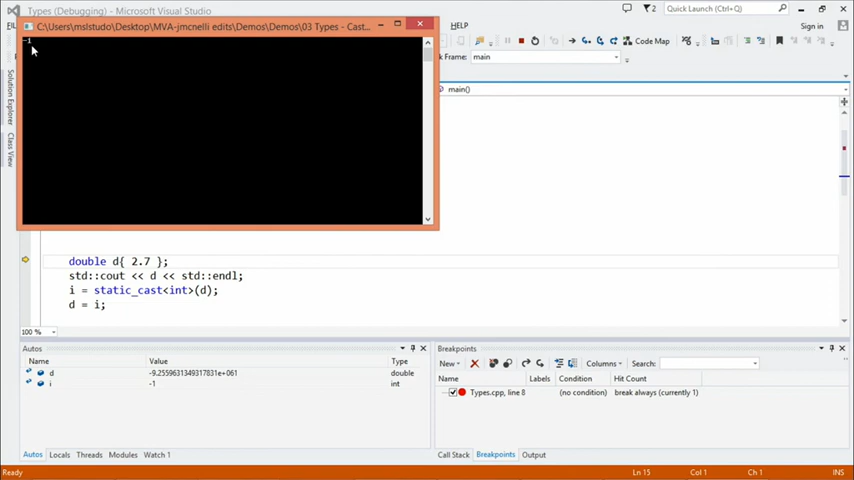 Types (Debugging) - Microsoft Visual Studio
Quick Launch (Ctrl+Q)
C:\Users\mslstudo\Desktop\MVA-jmcnelli edits\Demos\Demos\03 Types - Cast...
HELP
Sign in
-1
Code Map
Frame: main
main()
Solution Explorer
Class View
double d{ 2.7 };
std::cout << d << std::endl;
i = static_cast<int>(d);
d = i;
100 %
Autos
Name Value Type
d -9.2559631349317831e+061 double
i -1 int
Autos Locals Threads Modules Watch 1
Breakpoints
New Columns Search:
Name Labels Condition Hit Count
Types.cpp, line 8 (no condition) break always (currently 1)
Call Stack Breakpoints Output
Ready Ln 15 Col 1 Ch 1 INS